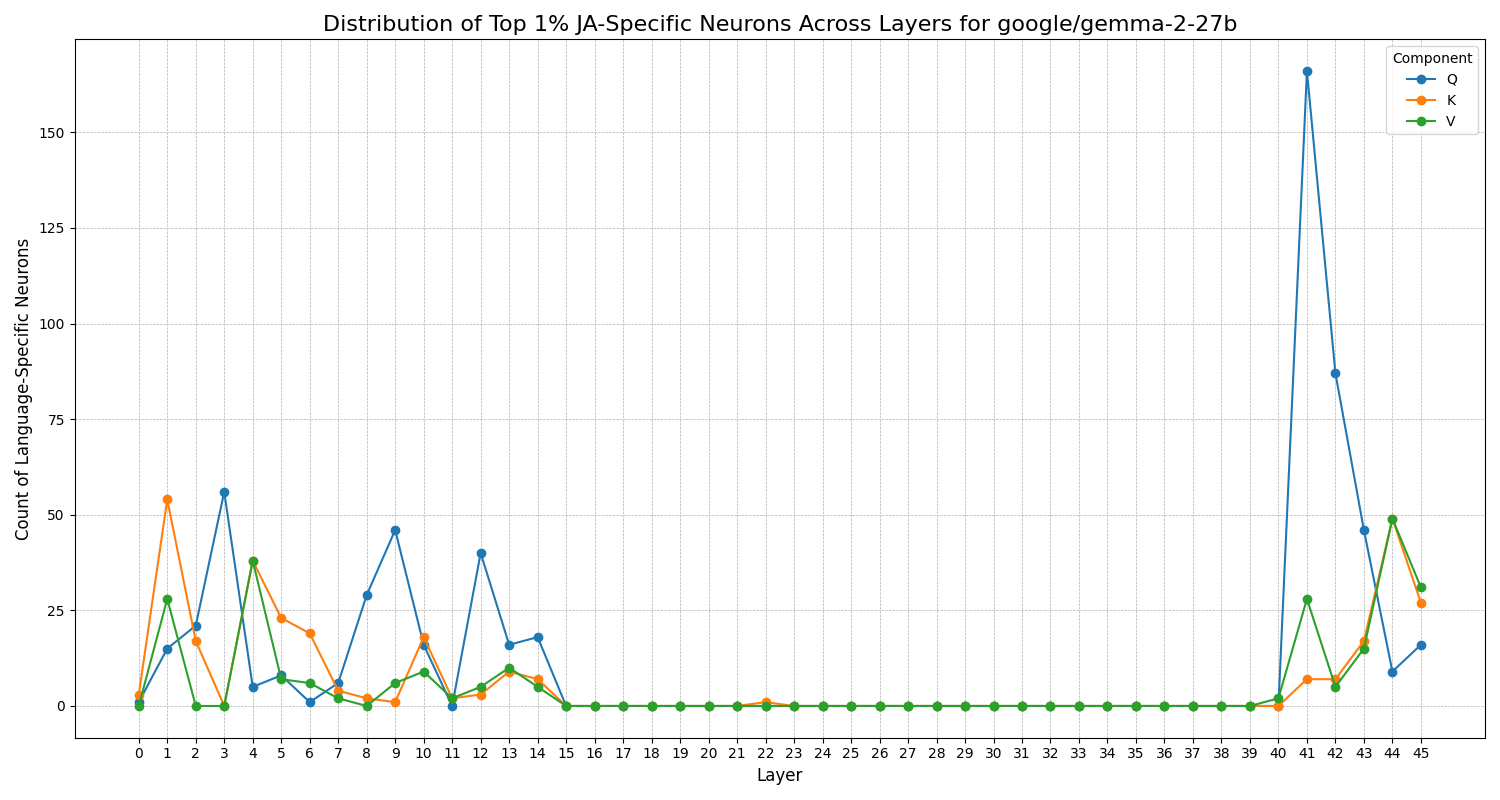 Distribution of Top 1% JA-Specific Neurons Across Layers for google/gemma-2-27b
Component
Q
K
V
Count of Language-Specific Neurons
150
125
100
75
50
25
0
0 1 2 3 4 5 6 7 8 9 10 11 12 13 14 15 16 17 18 19 20 21 22 23 24 25 26 27 28 29 30 31 32 33 34 35 36 37 38 39 40 41 42 43 44 45
Layer